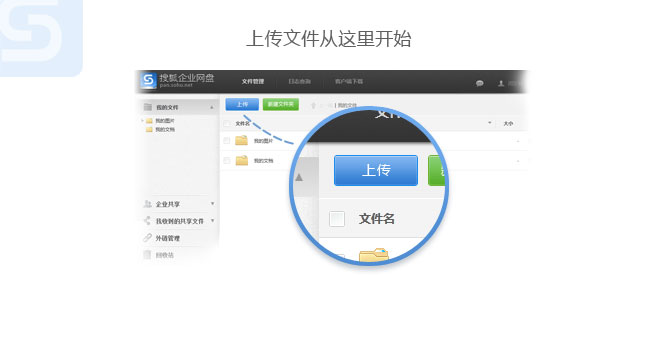 上传文件从这里开始
搜狐企业网盘
pan.sohu.net
文件管理
日志查询
客户端下载
我的文件
上传
新建文件夹
我的文件
我的图片
我的文档
文件名
大小
我的图片
我的文档
企业共享
我收到的共享文件
外链管理
回收站
上传
文件名